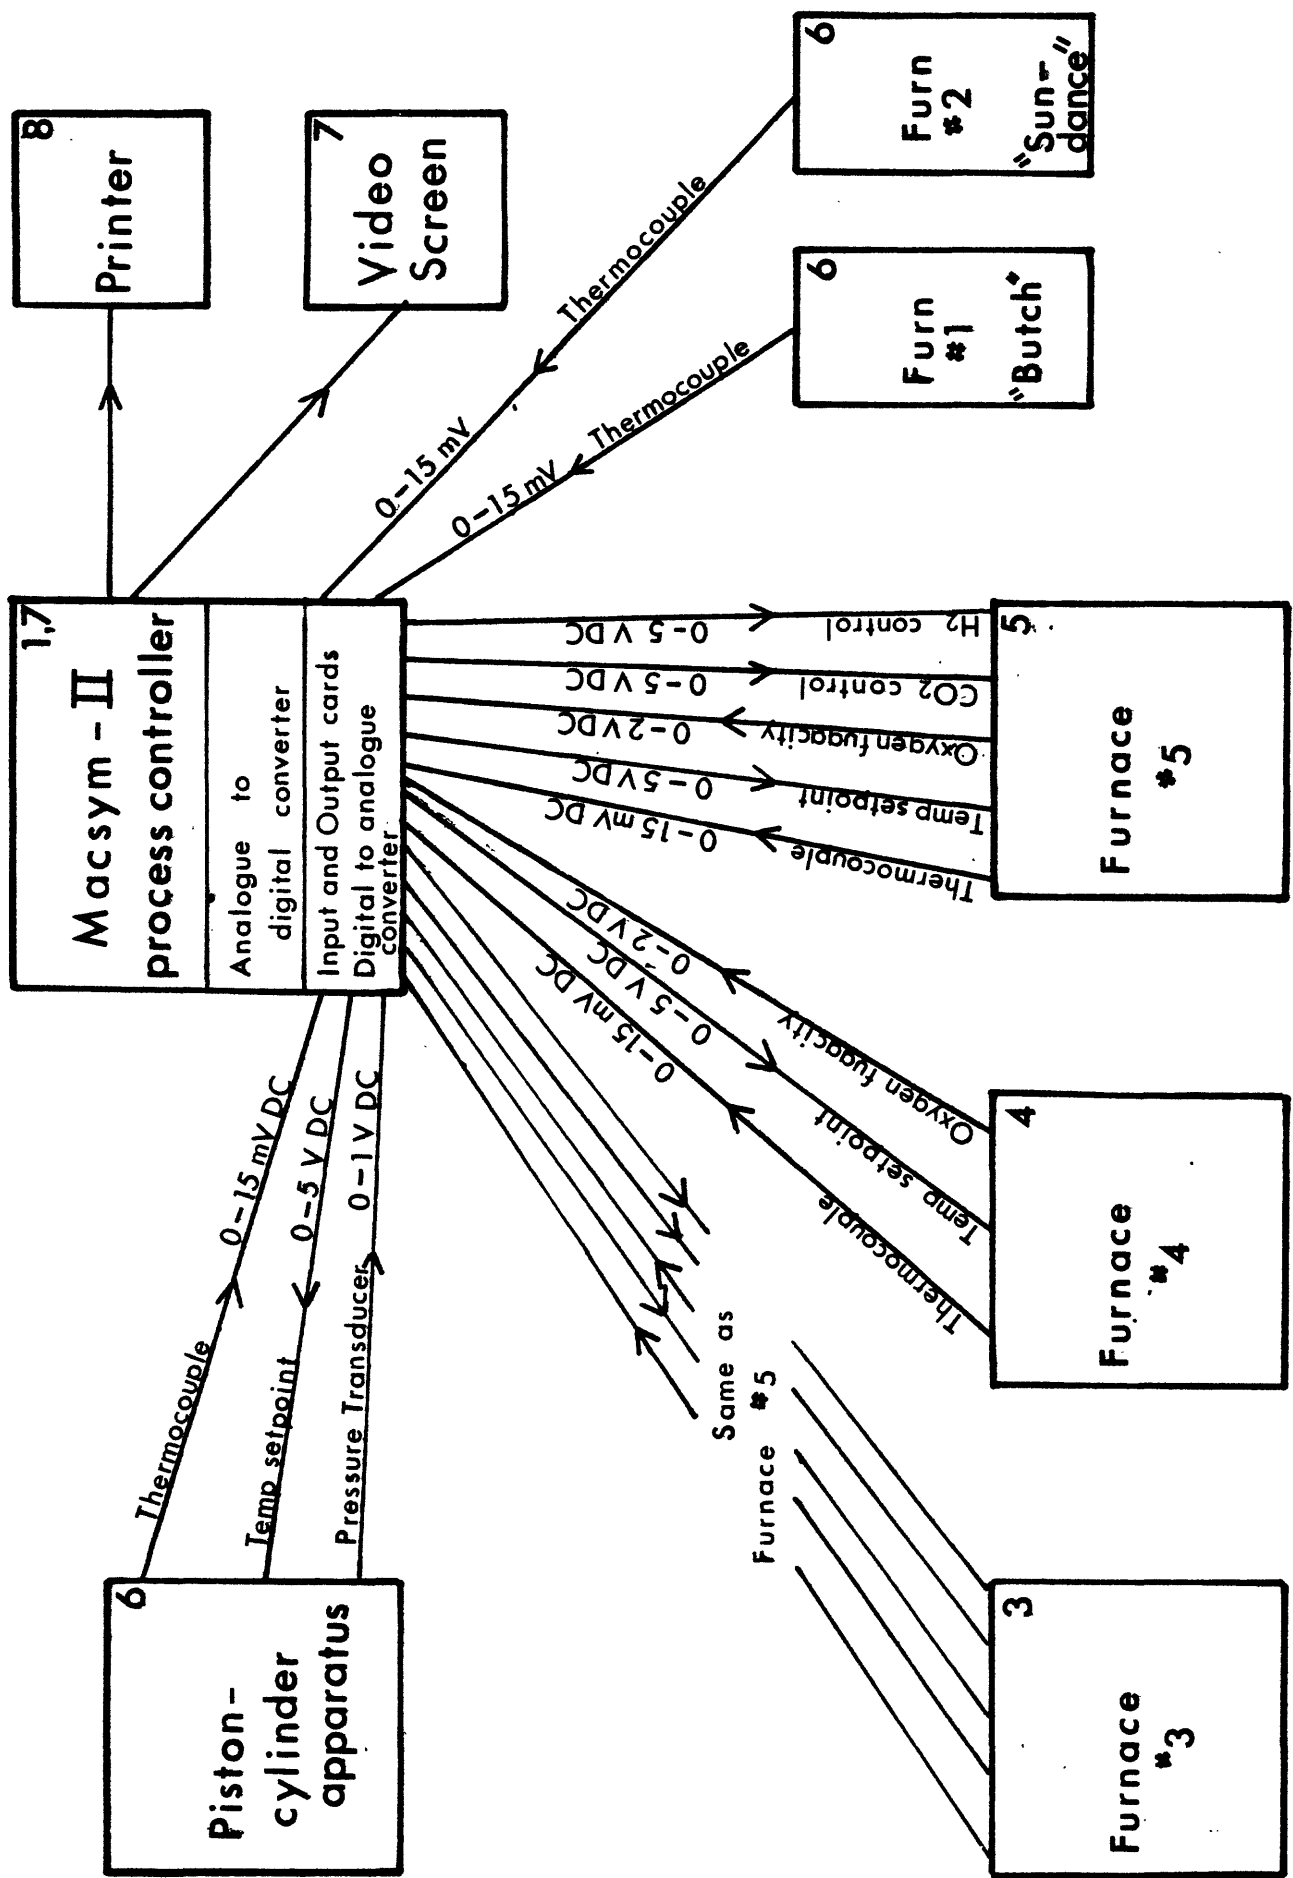 6
Piston-
cylinder
apparatus
Thermocouple
0-15 mV DC
Temp setpoint
0-5 V DC
Pressure Transducer
0-1 V DC
1,7
Macsym-II
process controller
Analogue to
digital converter
Input and Output cards
Digital to analogue
converter
8
Printer
7
Video
Screen
0-15 mV
Thermocouple
0-15 mV
Thermocouple
6
Furn
#2
"Sun-
dance"
6
Furn
#1
"Butch"
Same as
Furnace #5
3
Furnace
#3
0-15 mV DC
Thermocouple
0-5 V DC
Temp setpoint
0-2 V DC
Oxygen fugacity
4
Furnace
#4
0-15 mV DC
Thermocouple
0-5 V DC
Temp setpoint
0-2 V DC
Oxygen fugacity
0-5 V DC
CO2 control
0-5 V DC
H2 control
5
Furnace
#5